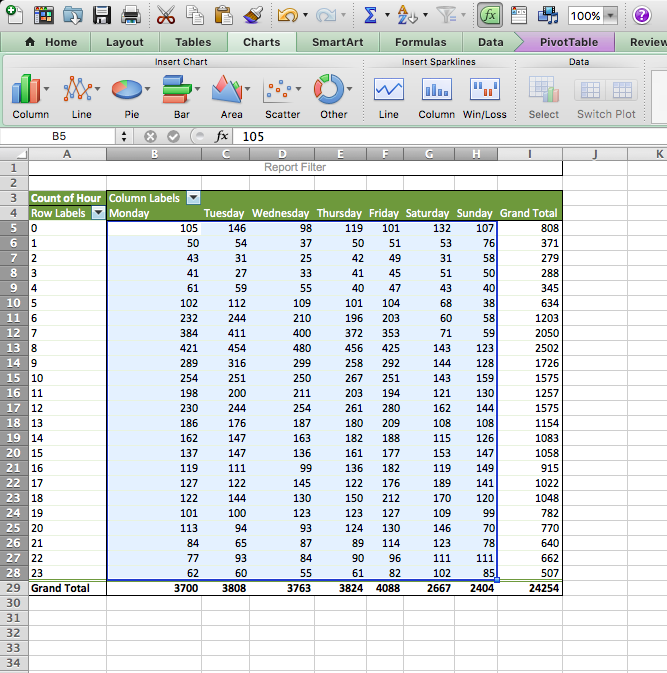 100%
Home Layout Tables Charts SmartArt Formulas Data PivotTable Review
Insert Chart Insert Sparklines Data
Column Line Pie Bar Area Scatter Other Line Column Win/Loss Select Switch Plot
B5 fx 105
A B C D E F G H I J K
1 Report Filter
2
3 Count of Hour Column Labels
4 Row Labels Monday Tuesday Wednesday Thursday Friday Saturday Sunday Grand Total
5 0 105 146 98 119 101 132 107 808
6 1 50 54 37 50 51 53 76 371
7 2 43 31 25 42 49 31 58 279
8 3 41 27 33 41 45 51 50 288
9 4 61 59 55 40 47 43 40 345
10 5 102 112 109 101 104 68 38 634
11 6 232 244 210 196 203 60 58 1203
12 7 384 411 400 372 353 71 59 2050
13 8 421 454 480 456 425 143 123 2502
14 9 289 316 299 258 292 144 128 1726
15 10 254 251 250 267 251 143 159 1575
16 11 198 200 211 203 194 121 130 1257
17 12 230 244 254 261 280 162 144 1575
18 13 186 176 187 180 209 108 108 1154
19 14 162 147 163 182 188 115 126 1083
20 15 137 147 136 161 177 153 147 1058
21 16 119 111 99 136 182 119 149 915
22 17 127 122 145 122 176 189 141 1022
23 18 122 144 130 150 212 170 120 1048
24 19 101 100 123 123 127 109 99 782
25 20 113 94 93 124 130 146 70 770
26 21 84 65 87 89 114 123 78 640
27 22 77 93 84 90 96 111 111 662
28 23 62 60 55 61 82 102 85 507
29 Grand Total 3700 3808 3763 3824 4088 2667 2404 24254
30
31
32
33
34